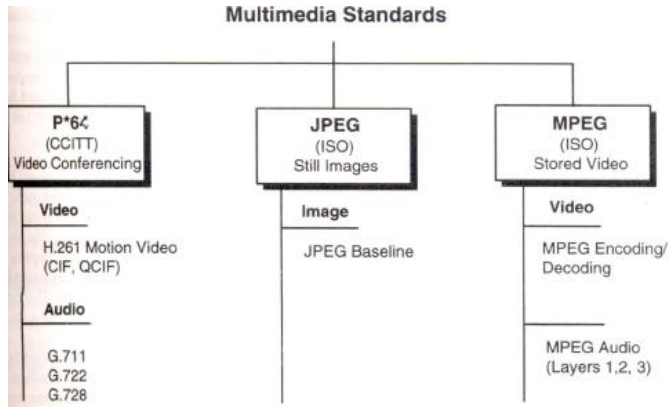 Multimedia Standards
P*64
(CCITT)
Video Conferencing
Video
H.261 Motion Video
(CIF, QCIF)
Audio
G.711
G.722
G.728
JPEG
(ISO)
Still Images
Image
JPEG Baseline
MPEG
(ISO)
Stored Video
Video
MPEG Encoding/
Decoding
MPEG Audio
(Layers 1,2, 3)